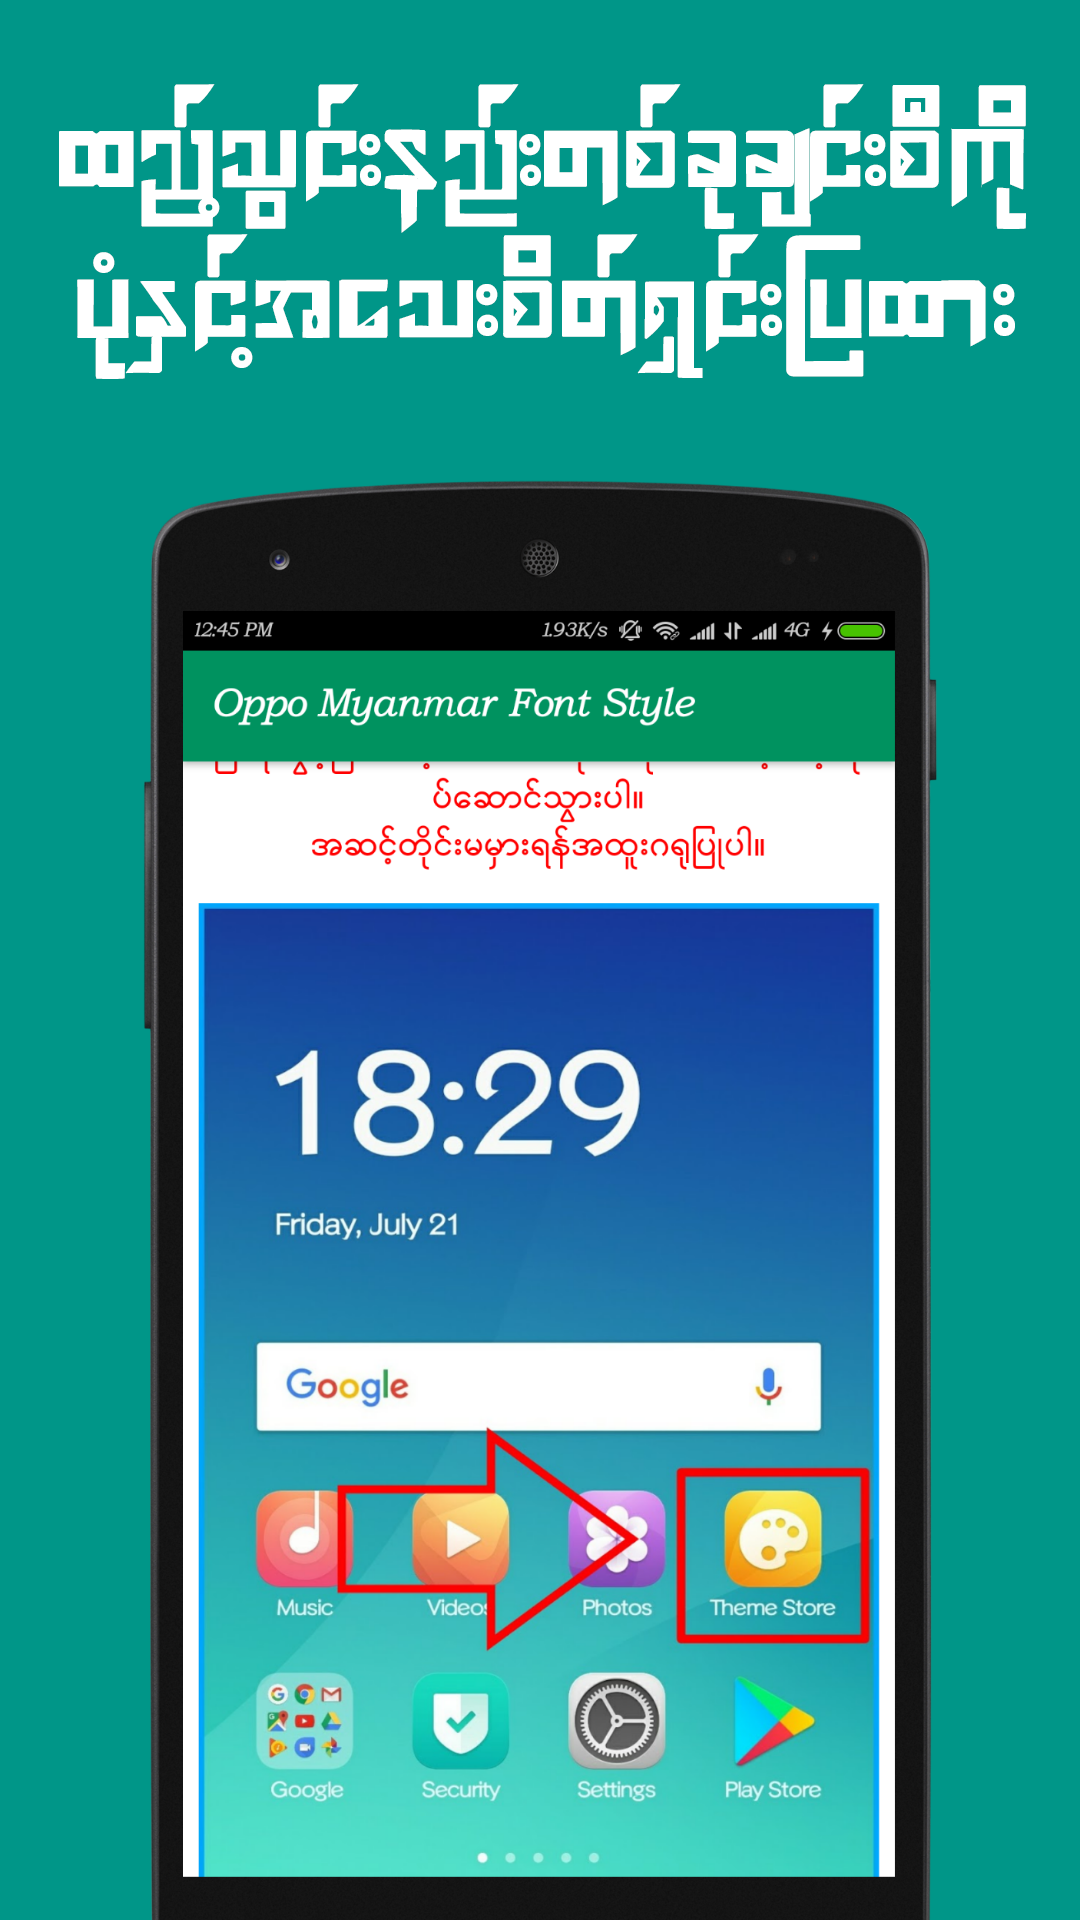 ထည့်သွင်းနည်းတစ်ခုချင်းစီကို
ပုံနှင့်အသေးစိတ်ရှင်းပြထား
12:45 PM 1.93K/s 4G
Oppo Myanmar Font Style
ပ်ဆောင်သွားပါ။
အဆင့်တိုင်းမမှားရန်အထူးဂရုပြုပါ။
18:29
Friday, July 21
Google
Music Videos Photos Theme Store
Google Security Settings Play Store